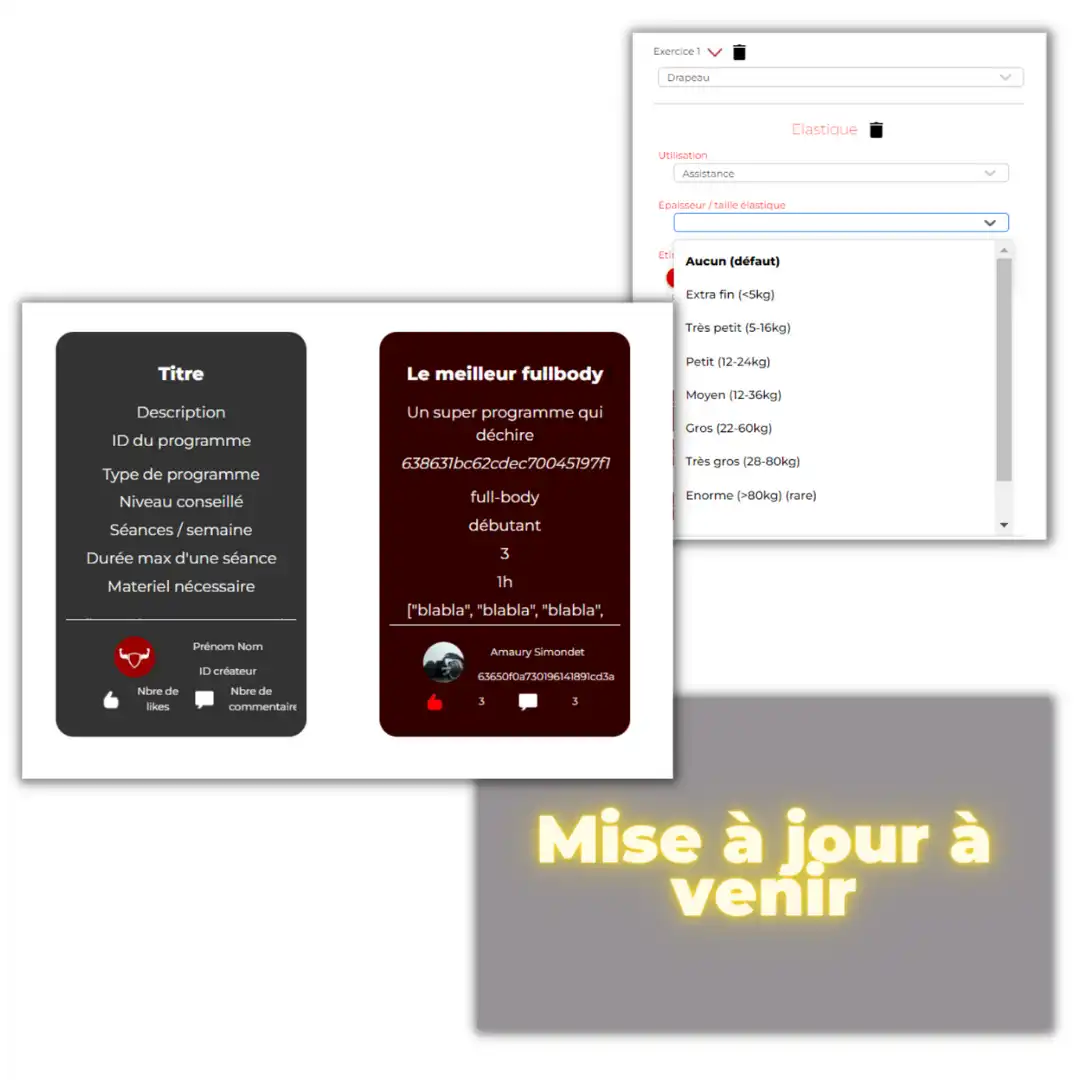 Exercice 1
Drapeau
Elastique
Utilisation
Assistance
Epaisseur / taille élastique
Aucun (défaut)
Extra fin (<5kg)
Très petit (5-16kg)
Petit (12-24kg)
Moyen (12-36kg)
Gros (22-60kg)
Très gros (28-80kg)
Enorme (>80kg) (rare)
Titre
Description
ID du programme
Type de programme
Niveau conseillé
Séances / semaine
Durée max d'une séance
Materiel nécessaire
Prénom Nom
ID créateur
Nbre de
likes
Nbre de
commentaire
Le meilleur fullbody
Un super programme qui
déchire
638631bc62cdec70045197f1
full-body
débutant
3
1h
["blabla", "blabla", "blabla",
Amaury Simondet
63650f0a730196141891cd3a
3
3
Mise à jour à
venir